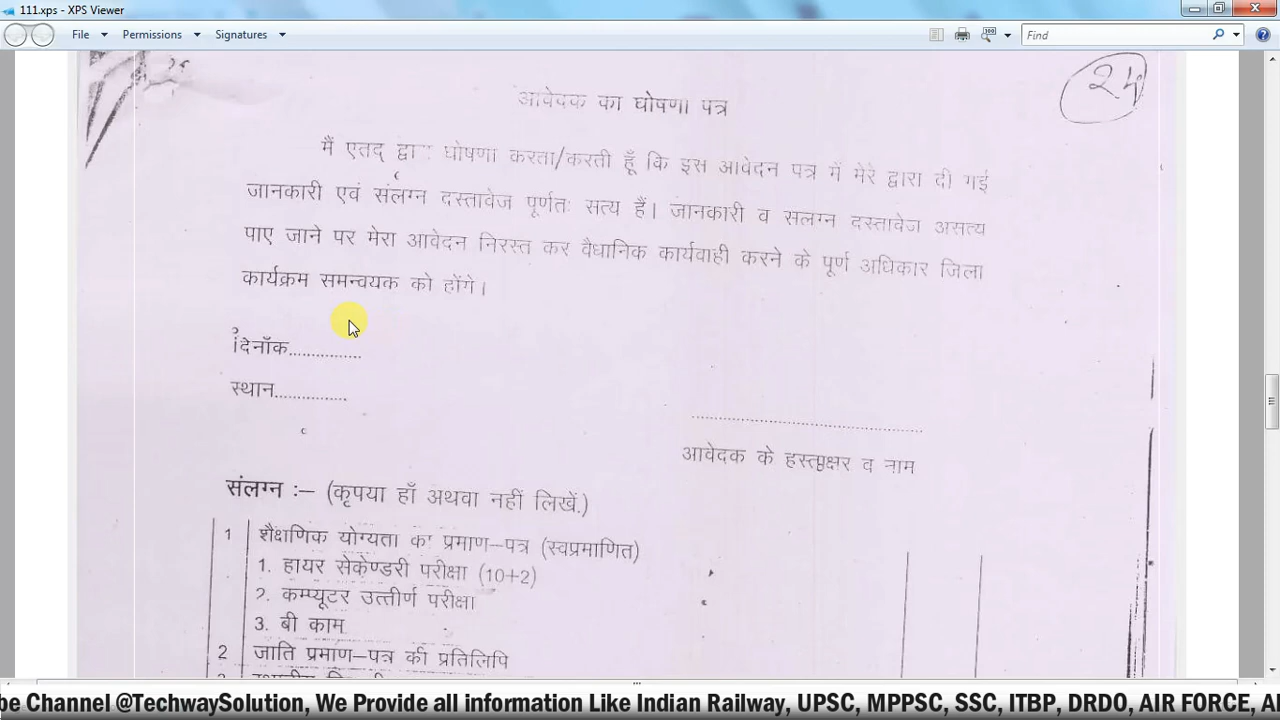 111.xps - XPS Viewer
File Permissions Signatures Find
24
आवेदक का घोषणा पत्र
मैं एतद् द्वारा घोषणा करता/करती हूँ कि इस आवेदन पत्र में मेरे द्वारा दी गई
जानकारी एवं संलग्न दस्तावेज पूर्णतः सत्य हैं। जानकारी व सलग्न दस्तावेज असत्य
पाए जाने पर मेरा आवेदन निरस्त कर वैधानिक कार्यवाही करने के पूर्ण अधिकार जिला
कार्यक्रम समन्वयक को होंगे।
दिनॉक..............
स्थान..............
आवेदक के हस्ताक्षर व नाम
संलग्न :– (कृपया हाँ अथवा नहीं लिखें.)
1 शैक्षणिक योग्यता का प्रमाण–पत्र (स्वप्रमाणित)
1. हायर सेकेण्डरी परीक्षा (10+2)
2. कम्प्यूटर उत्तीर्ण परीक्षा
3. बी काम
2 जाति प्रमाण–पत्र की प्रतिलिपि
be Channel @TechwaySolution, We Provide all information Like Indian Railway, UPSC, MPPSC, SSC, ITBP, DRDO, AIR FORCE,